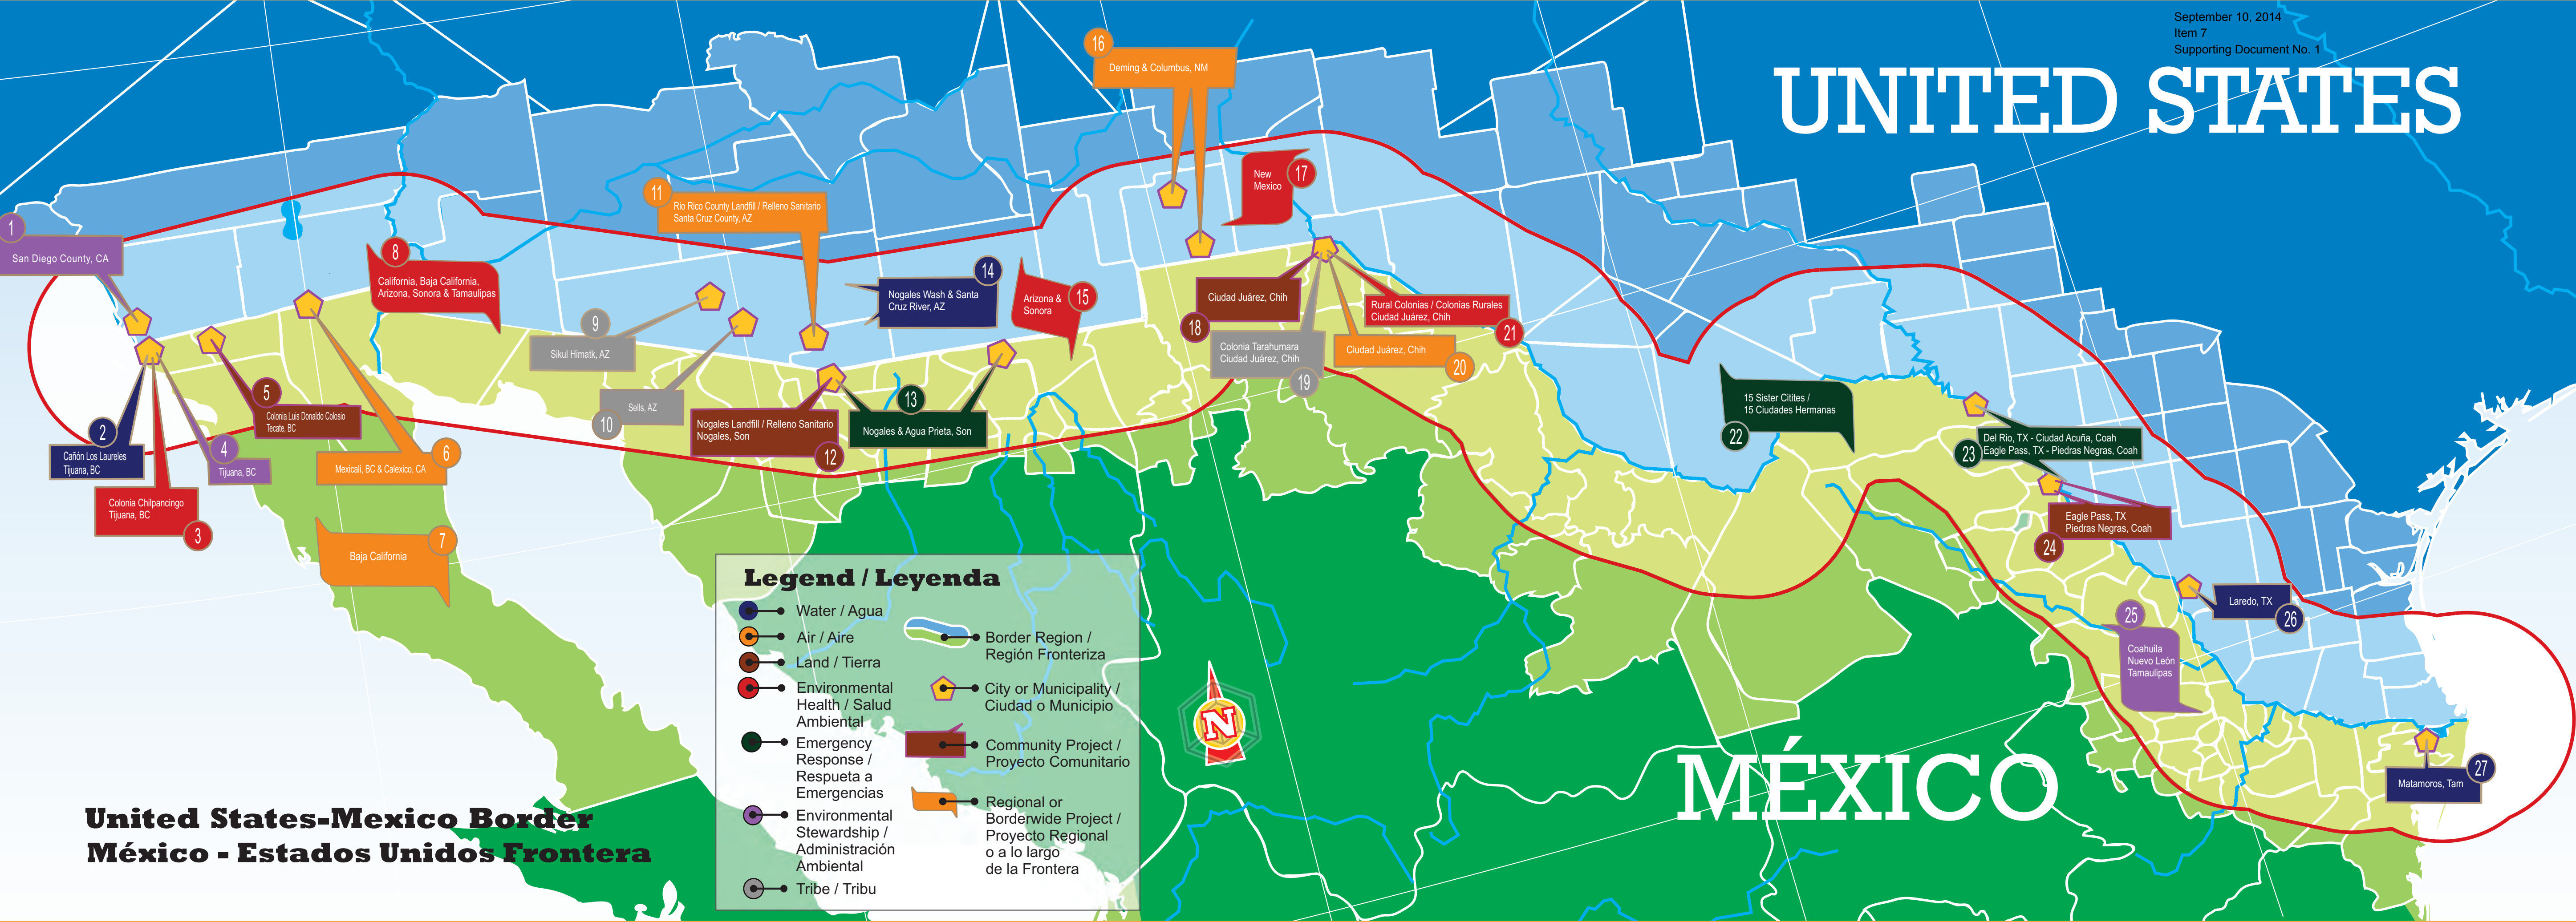 September 10, 2014
Item 7
Supporting Document No. 1
UNITED STATES
16
Deming & Columbus, NM
17
New
Mexico
11
Rio Rico County Landfill / Relleno Sanitario
Santa Cruz County, AZ
1
San Diego County, CA
8
California, Baja California,
Arizona, Sonora & Tamaulipas
14
Nogales Wash & Santa
Cruz River, AZ
Arizona &
Sonora
15
9
Sikul Himatk, AZ
Sells, AZ
10
Ciudad Juárez, Chih
18
Rural Colonias / Colonias Rurales
Ciudad Juárez, Chih
21
Colonia Tarahumara
Ciudad Juárez, Chih
19
Ciudad Juárez, Chih
20
5
Colonia Luis Donaldo Colosio
Tecate, BC
2
Cañón Los Laureles
Tijuana, BC
4
Tijuana, BC
Colonia Chilpancingo
Tijuana, BC
3
6
Mexicali, BC & Calexico, CA
7
Baja California
Nogales Landfill / Relleno Sanitario
Nogales, Son
12
13
Nogales & Agua Prieta, Son
15 Sister Citites /
15 Ciudades Hermanas
22
Del Rio, TX - Ciudad Acuña, Coah
Eagle Pass, TX - Piedras Negras, Coah
23
Eagle Pass, TX
Piedras Negras, Coah
24
Laredo, TX
26
25
Coahuila
Nuevo León
Tamaulipas
27
Matamoros, Tam
MÉXICO
N
Legend / Leyenda
Water / Agua
Air / Aire
Land / Tierra
Environmental
Health / Salud
Ambiental
Emergency
Response /
Respueta a
Emergencias
Environmental
Stewardship /
Administración
Ambiental
Tribe / Tribu
Border Region /
Región Fronteriza
City or Municipality /
Ciudad o Municipio
Community Project /
Proyecto Comunitario
Regional or
Borderwide Project /
Proyecto Regional
o a lo largo
de la Frontera
United States-Mexico Border
México - Estados Unidos Frontera